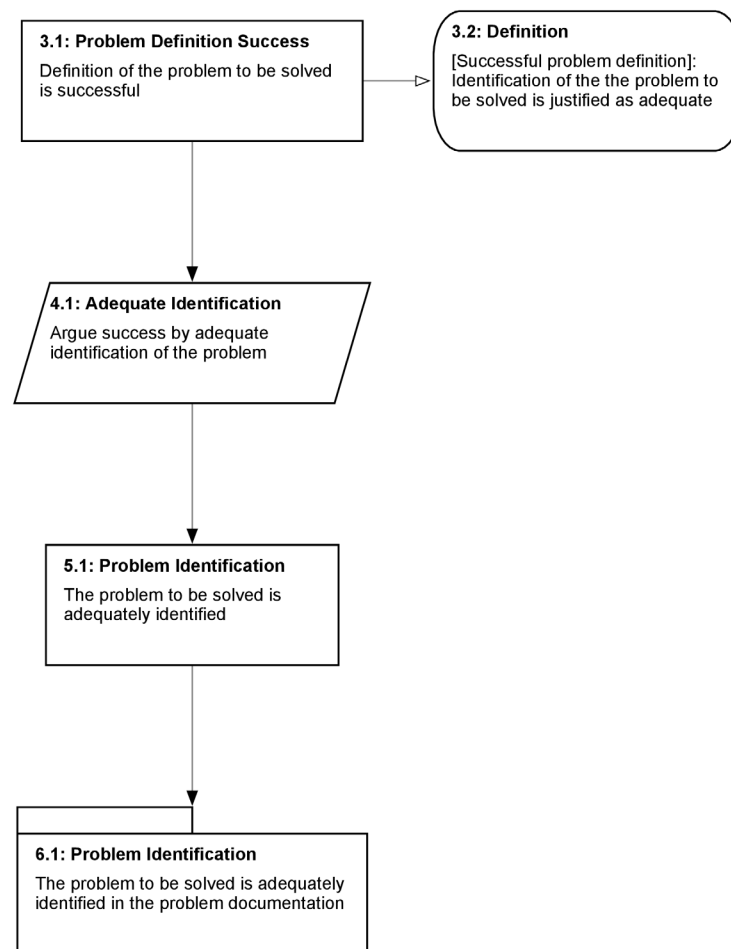 3.1: Problem Definition Success
Definition of the problem to be solved
is successful
3.2: Definition
[Successful problem definition]:
Identification of the the problem to
be solved is justified as adequate
4.1: Adequate Identification
Argue success by adequate
identification of the problem
5.1: Problem Identification
The problem to be solved is
adequately identified
6.1: Problem Identification
The problem to be solved is adequately
identified in the problem documentation